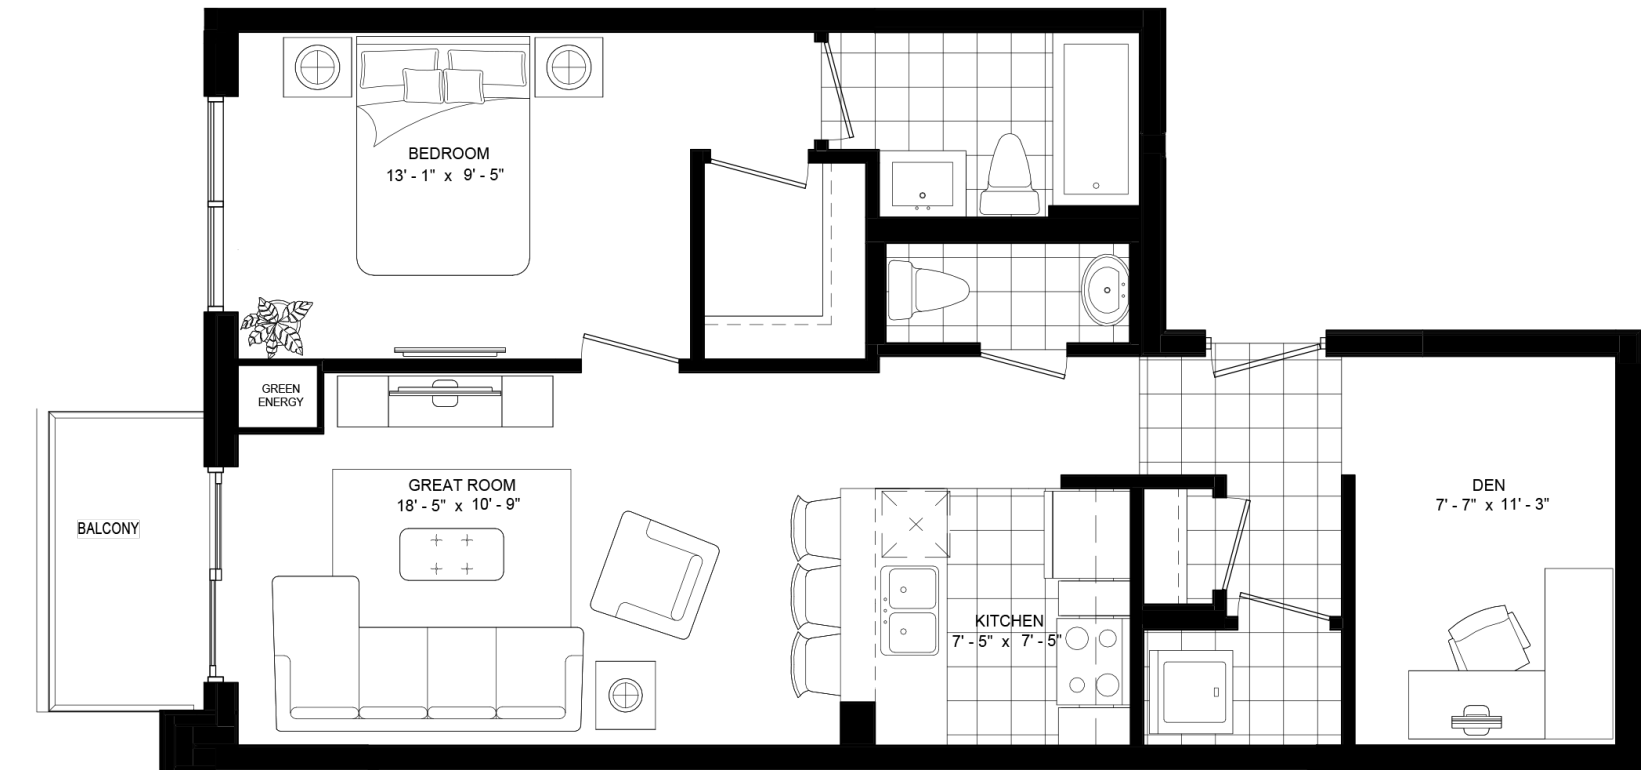 BEDROOM
13' - 1" x 9' - 5"
GREEN
ENERGY
GREAT ROOM
18' - 5" x 10' - 9"
BALCONY
DEN
7' - 7" x 11' - 3"
KITCHEN
7' - 5" x 7' - 5"